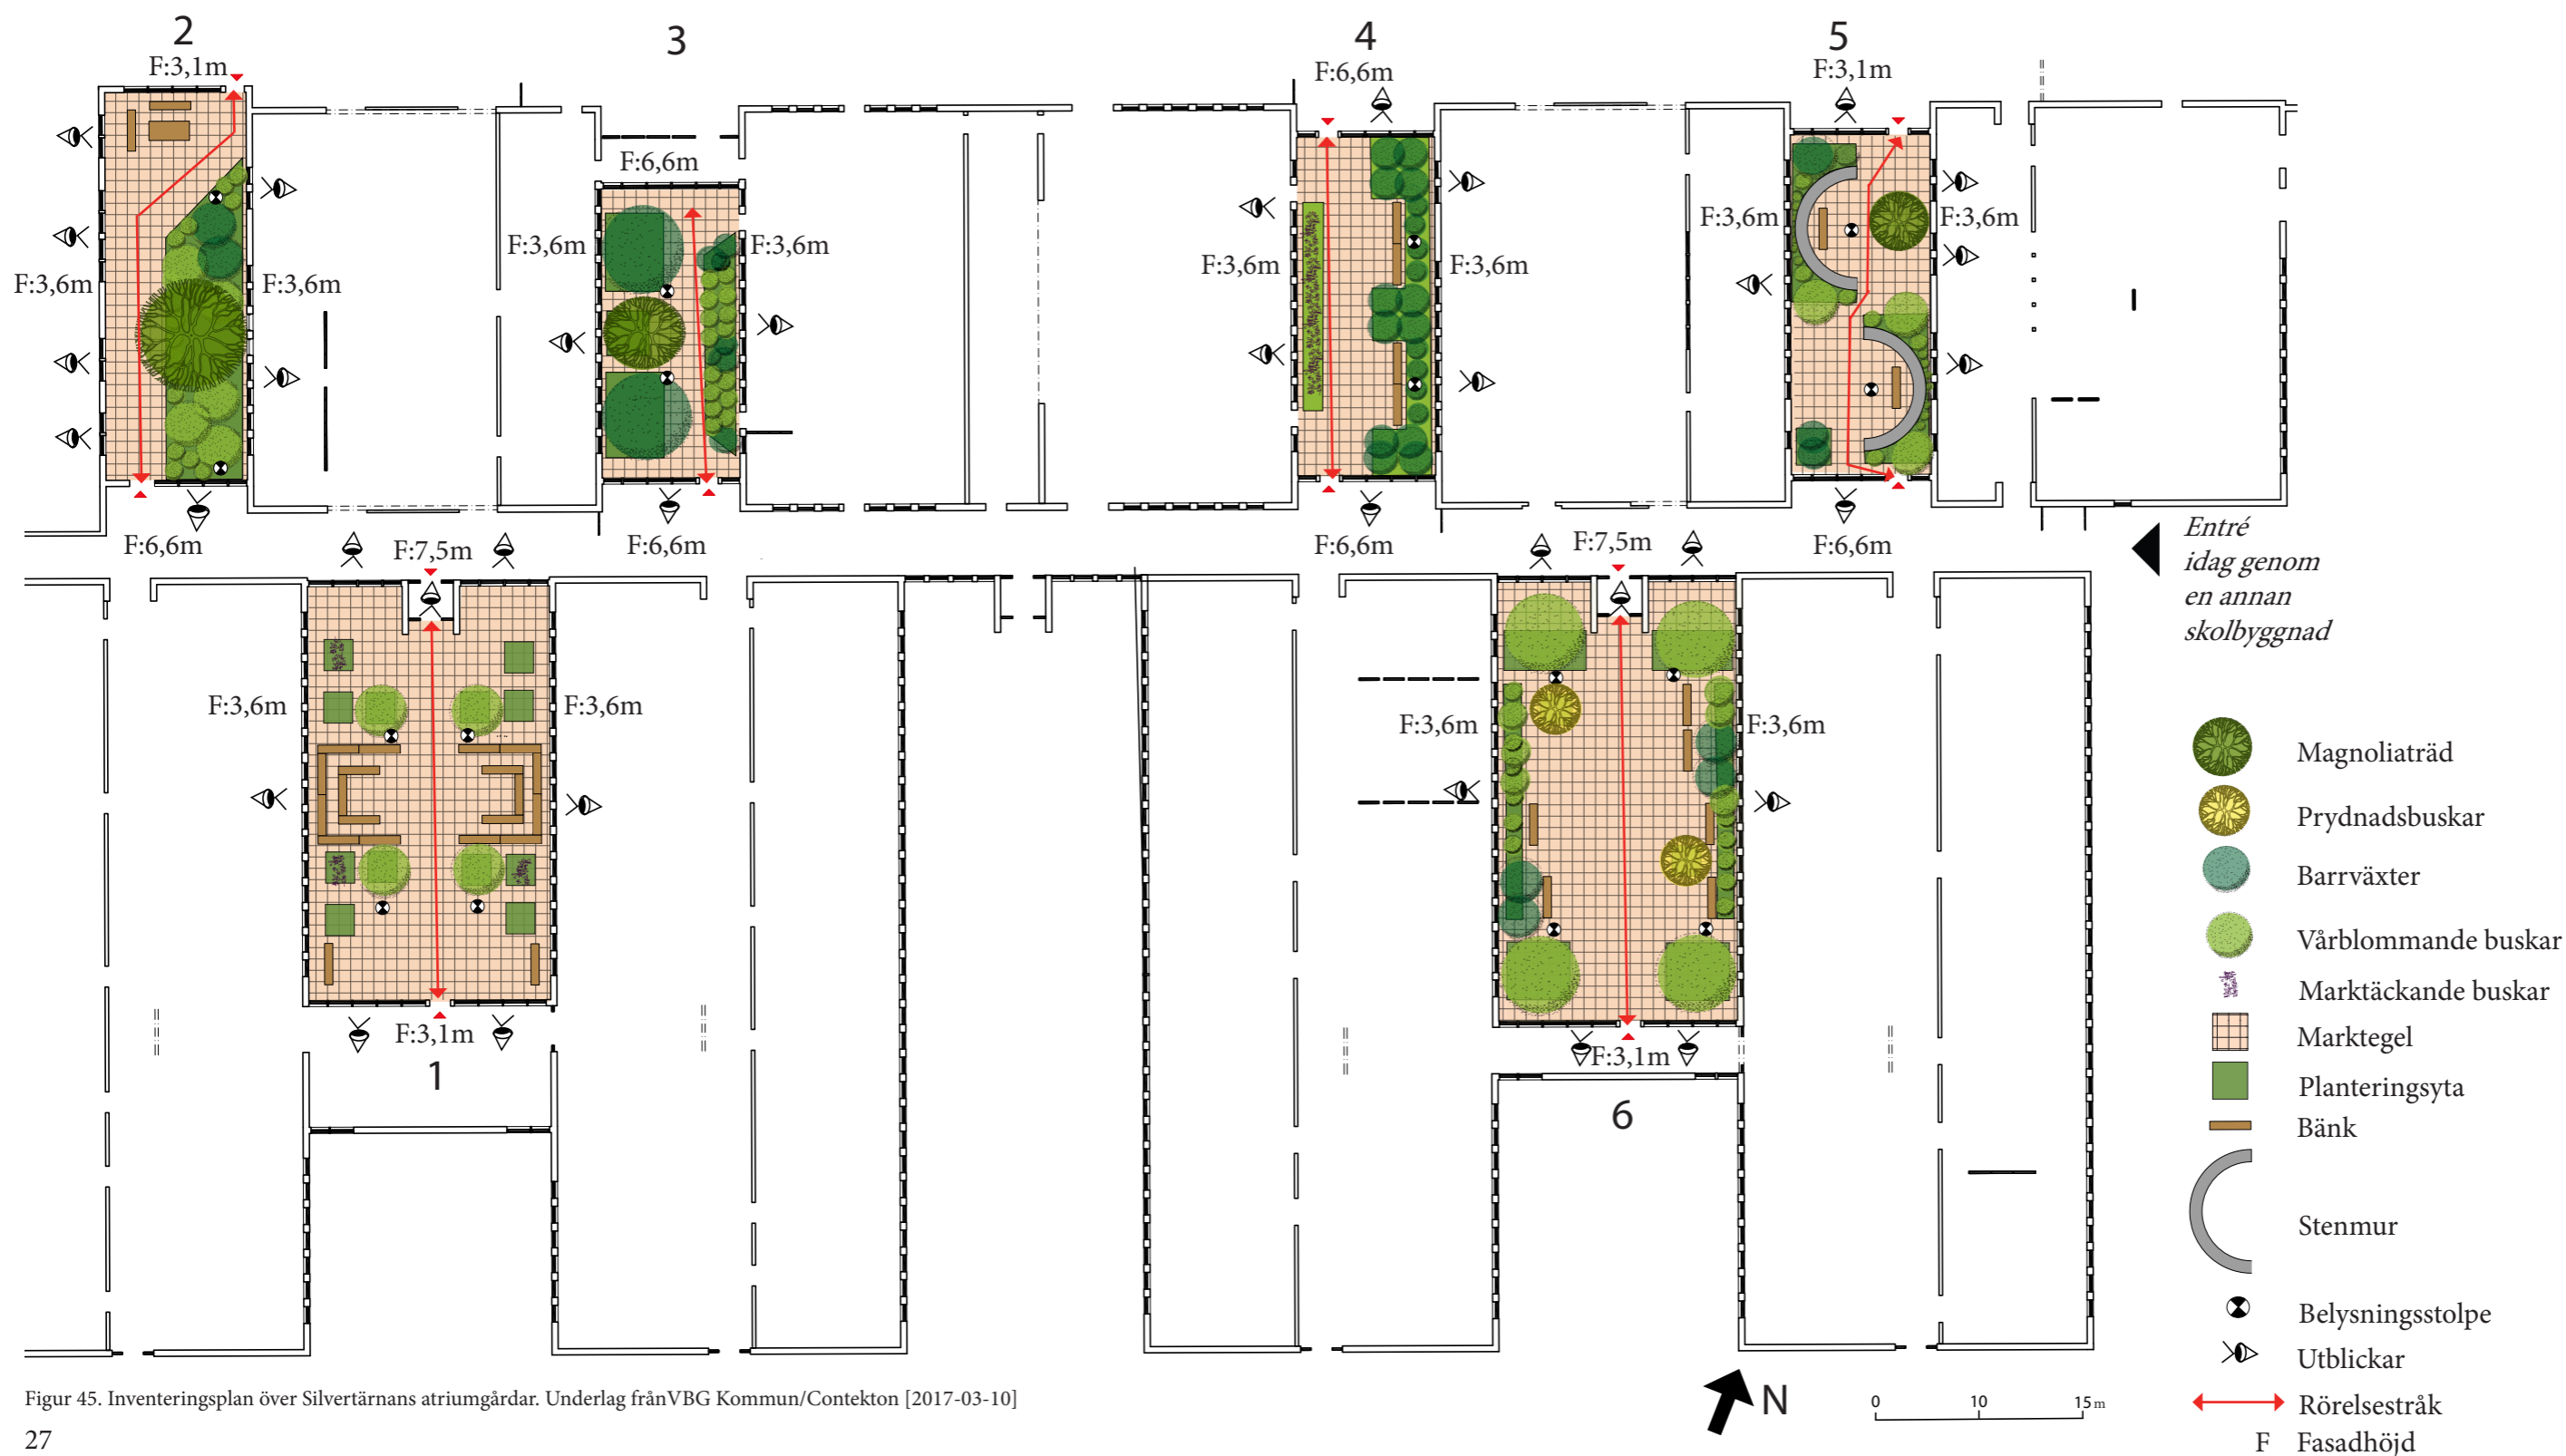 2
3
4
5
F:3,1m
F:6,6m
F:3,1m
F:6,6m
F:3,6m
F:3,6m
F:3,6m
F:3,6m
F:3,6m
F:3,6m
F:3,6m
F:3,6m
F:6,6m
F:7,5m
F:6,6m
F:6,6m
F:7,5m
F:6,6m
Entré
idag genom
en annan
skolbyggnad
F:3,6m
F:3,6m
F:3,6m
F:3,6m
F:3,1m
1
F:3,1m
6
Magnoliaträd
Prydnadsbuskar
Barrväxter
Vårblommande buskar
Marktäckande buskar
Marktegel
Planteringsyta
Bänk
Stenmur
Belysningsstolpe
Utblickar
Rörelsestråk
F Fasadhöjd
N
0 10 15 m
Figur 45. Inventeringsplan över Silvertärnans atriumgårdar. Underlag frånVBG Kommun/Contekton [2017-03-10]
27